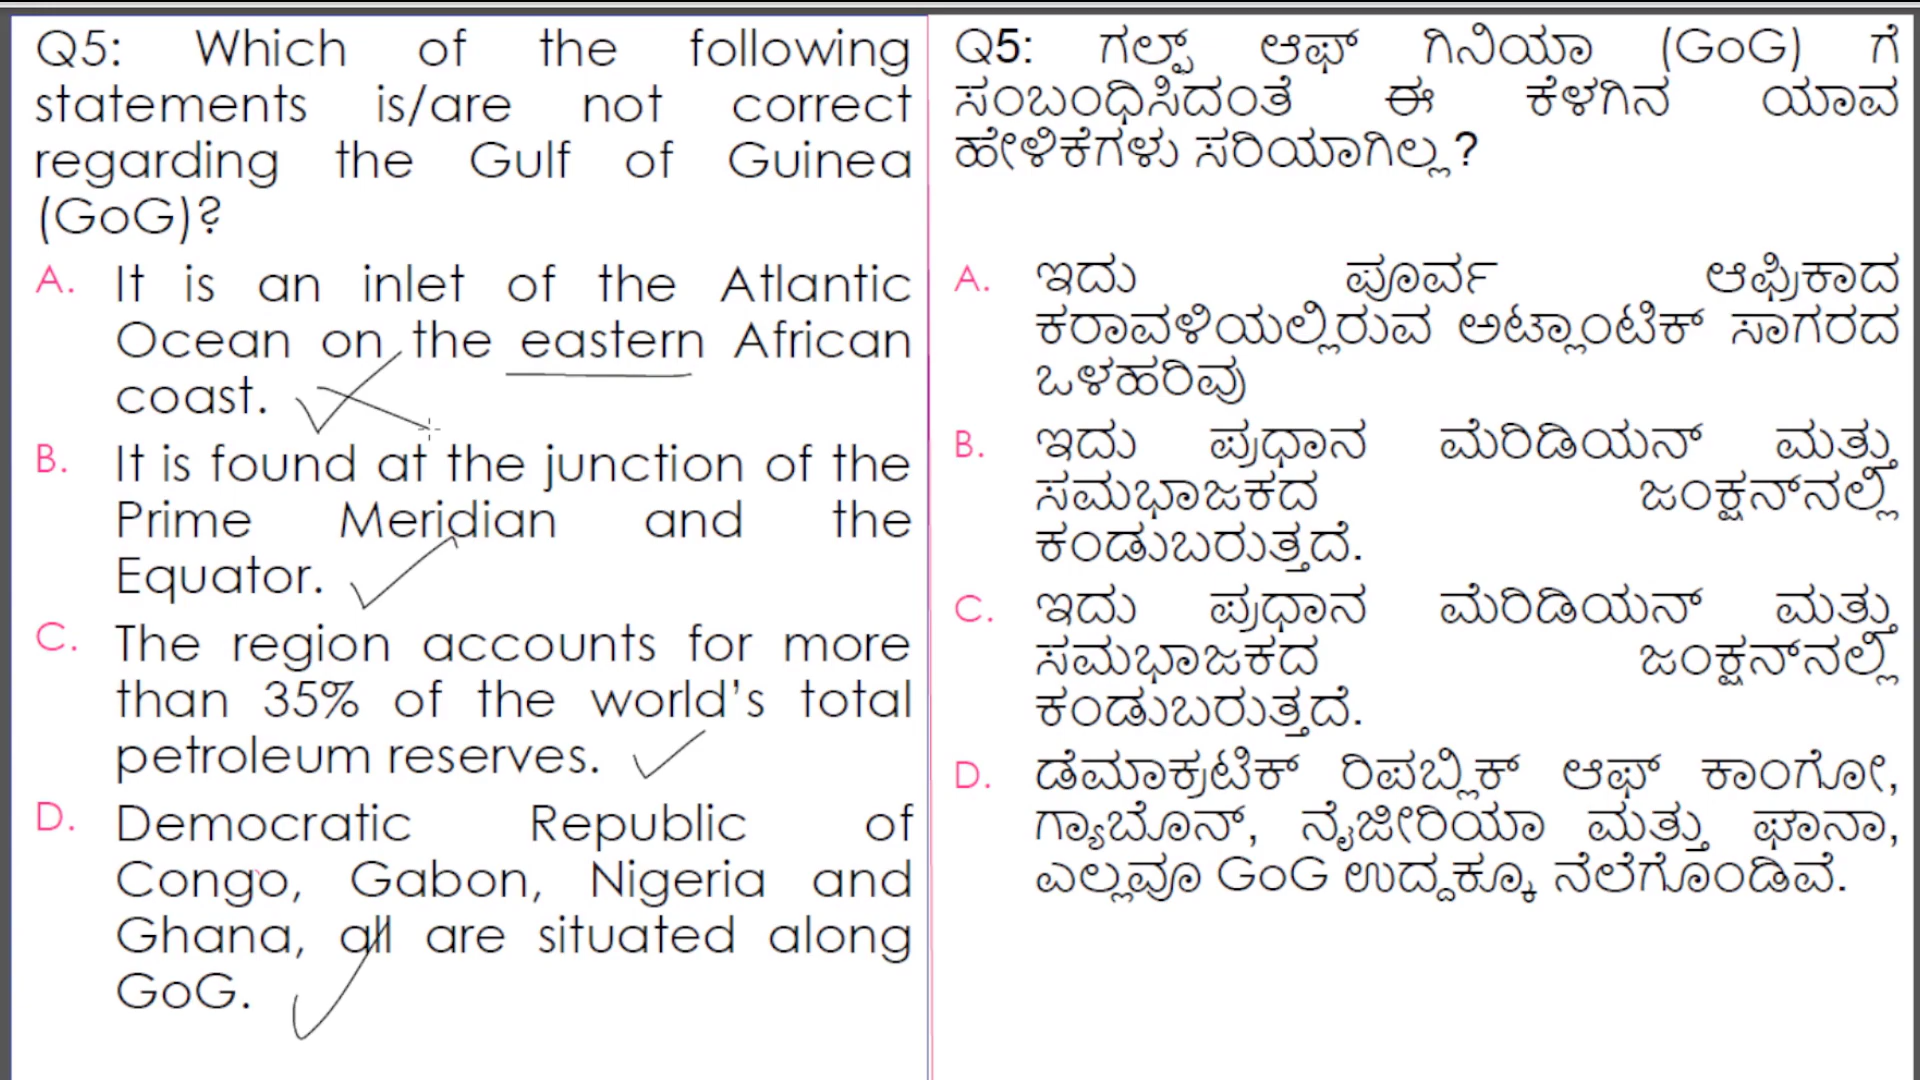 Q5: Which of the following
statements is/are not correct
regarding the Gulf of Guinea
(GoG)?
A. It is an inlet of the Atlantic
Ocean on the eastern African
coast.
B. It is found at the junction of the
Prime Meridian and the
Equator.
C. The region accounts for more
than 35% of the world's total
petroleum reserves.
D. Democratic Republic of
Congo, Gabon, Nigeria and
Ghana, all are situated along
GoG.
Q5: ಗಲ್ಫ್ ಆಫ್ ಗಿನಿಯಾ (GoG) ಗೆ
ಸಂಬಂಧಿಸಿದಂತೆ ಈ ಕೆಳಗಿನ ಯಾವ
ಹೇಳಿಕೆಗಳು ಸರಿಯಾಗಿಲ್ಲ?
A. ಇದು ಪೂರ್ವ ಆಫ್ರಿಕಾದ
ಕರಾವಳಿಯಲ್ಲಿರುವ ಅಟ್ಲಾಂಟಿಕ್ ಸಾಗರದ
ಒಳಹರಿವು
B. ಇದು ಪ್ರಧಾನ ಮೆರಿಡಿಯನ್ ಮತ್ತು
ಸಮಭಾಜಕದ ಜಂಕ್ಷನ್‌ನಲ್ಲಿ
ಕಂಡುಬರುತ್ತದೆ.
C. ಇದು ಪ್ರಧಾನ ಮೆರಿಡಿಯನ್ ಮತ್ತು
ಸಮಭಾಜಕದ ಜಂಕ್ಷನ್‌ನಲ್ಲಿ
ಕಂಡುಬರುತ್ತದೆ.
D. ಡೆಮಾಕ್ರಟಿಕ್ ರಿಪಬ್ಲಿಕ್ ಆಫ್ ಕಾಂಗೋ,
ಗ್ಯಾಬೊನ್, ನೈಜೀರಿಯಾ ಮತ್ತು ಘಾನಾ,
ಎಲ್ಲವೂ GoG ಉದ್ದಕ್ಕೂ ನೆಲೆಗೊಂಡಿವೆ.